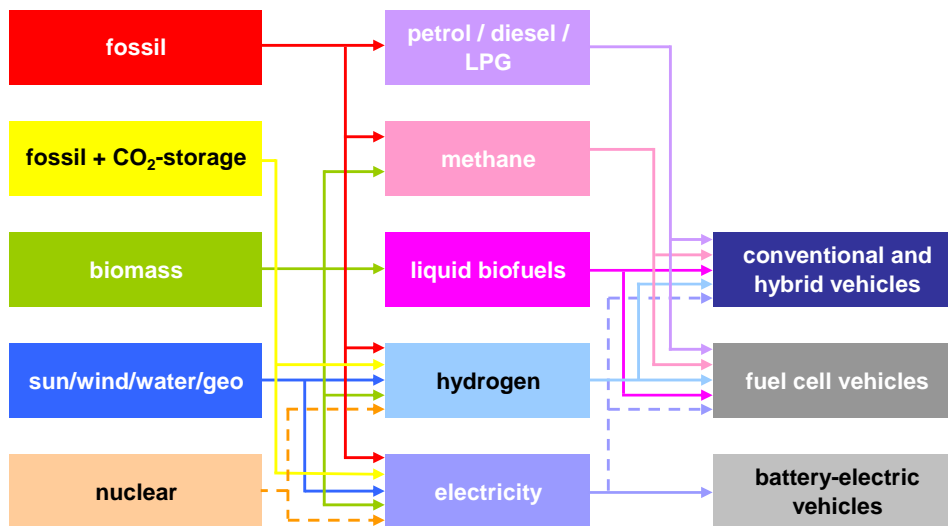 fossil
fossil + CO₂-storage
biomass
sun/wind/water/geo
nuclear
petrol / diesel /
LPG
methane
liquid biofuels
hydrogen
electricity
conventional and
hybrid vehicles
fuel cell vehicles
battery-electric
vehicles